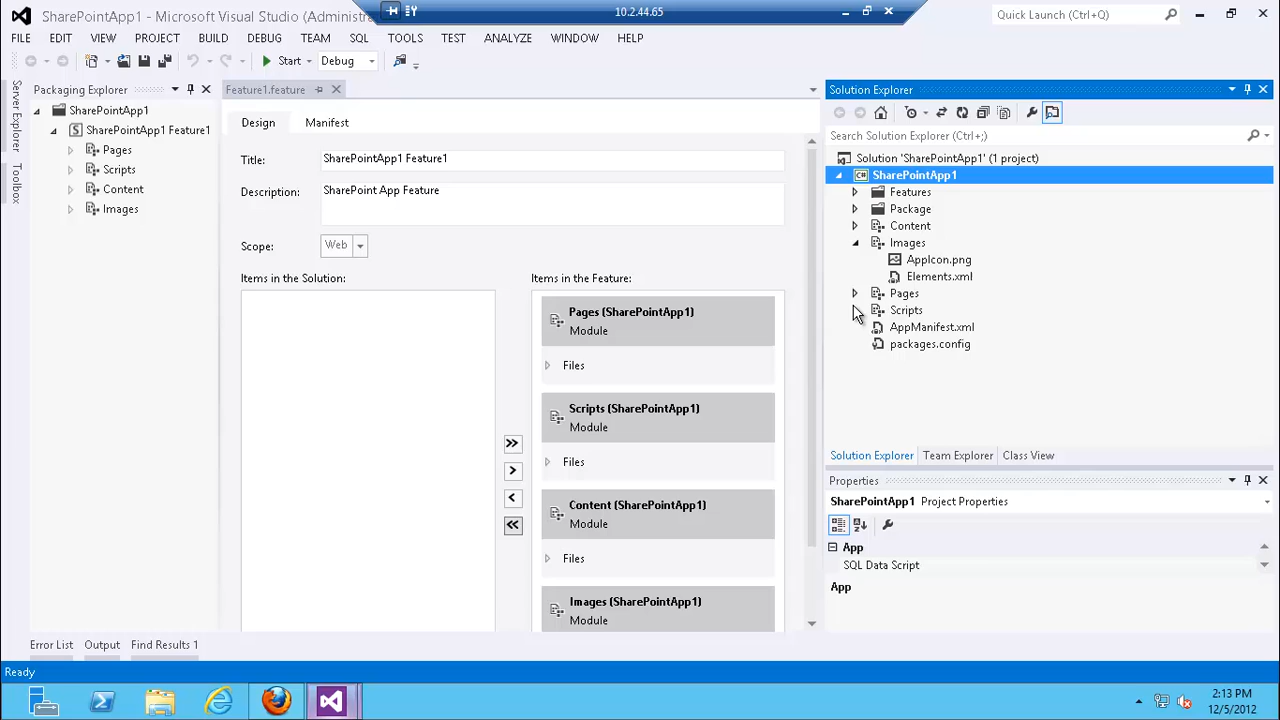 SharePointApp1 - Microsoft Visual Studio (Administra
10.2.44.65
Quick Launch (Ctrl+Q)
FILE EDIT VIEW PROJECT BUILD DEBUG TEAM SQL TOOLS TEST ANALYZE WINDOW HELP
Start Debug
Server Explorer
Toolbox
Packaging Explorer
SharePointApp1
SharePointApp1 Feature1
Pages
Scripts
Content
Images
Feature1.feature
Design Manifest
Title: SharePointApp1 Feature1
Description: SharePoint App Feature
Scope: Web
Items in the Solution: Items in the Feature:
Pages (SharePointApp1)
Module
Files
Scripts (SharePointApp1)
Module
Files
Content (SharePointApp1)
Module
Files
Images (SharePointApp1)
Module
Solution Explorer
Search Solution Explorer (Ctrl+;)
Solution 'SharePointApp1' (1 project)
SharePointApp1
Features
Package
Content
Images
AppIcon.png
Elements.xml
Pages
Scripts
AppManifest.xml
packages.config
Solution Explorer Team Explorer Class View
Properties
SharePointApp1 Project Properties
App
SQL Data Script
App
Error List Output Find Results 1
Ready
2:13 PM
12/5/2012